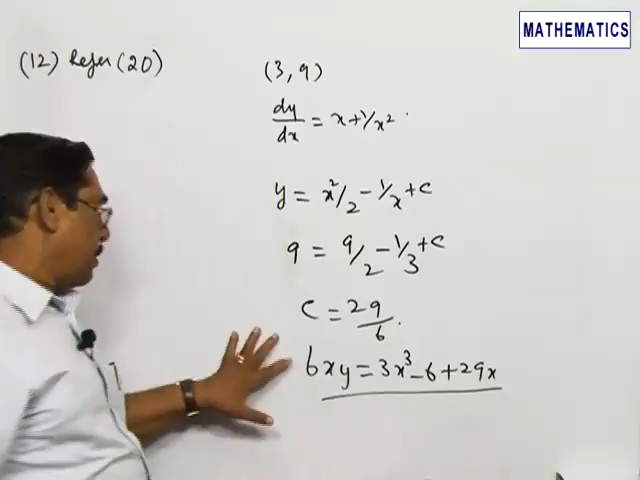 MATHEMATICS
(12) Refer (20)
(3, 9)
dy/dx = x + 1/x²
y = x²/2 - 1/x + c
9 = 9/2 - 1/3 + c
c = 29/6.
6xy = 3x³ - 6 + 29x